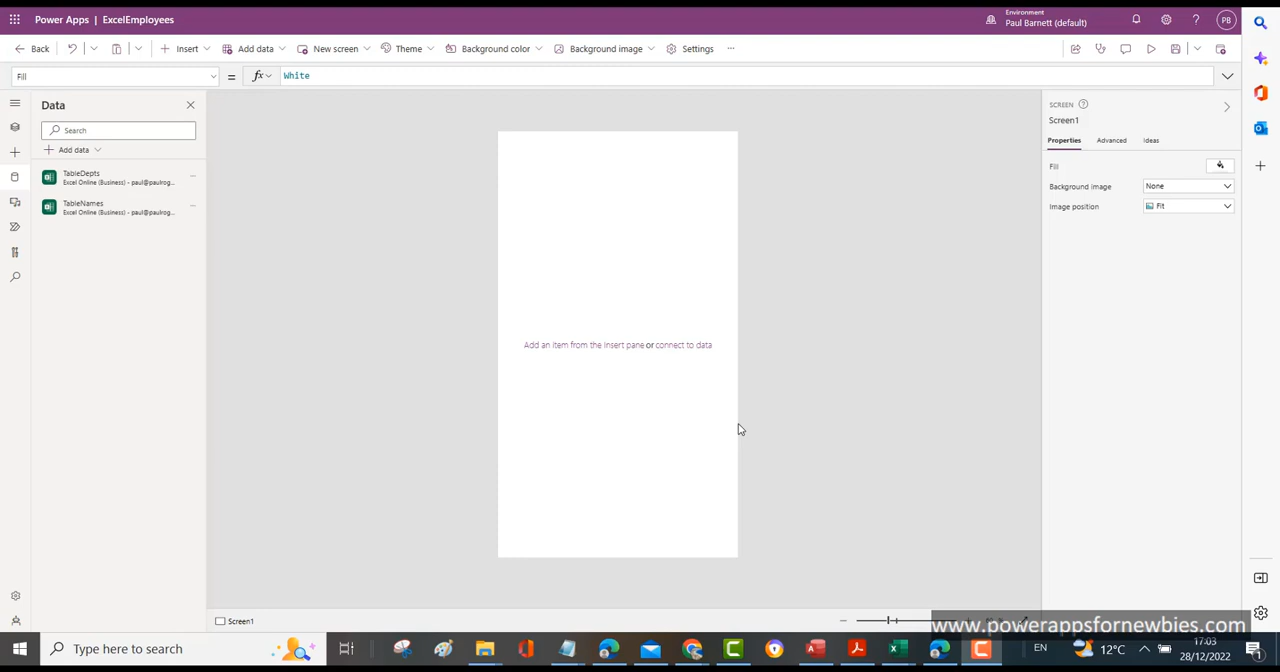 Power Apps | ExcelEmployees
Environment
Paul Barnett (default)
PB
Back
Insert
Add data
New screen
Theme
Background color
Background image
Settings
Fill
=
fx
White
Data
Search
Add data
TableDepts
Excel Online (Business) - paul@paulrog...
TableNames
Excel Online (Business) - paul@paulrog...
Add an item from the Insert pane or connect to data
SCREEN
Screen1
Properties
Advanced
Ideas
Fill
Background image
None
Image position
Fit
Screen1
www.powerappsfornewbies.com
Type here to search
12°C
EN
17:03
28/12/2022
1